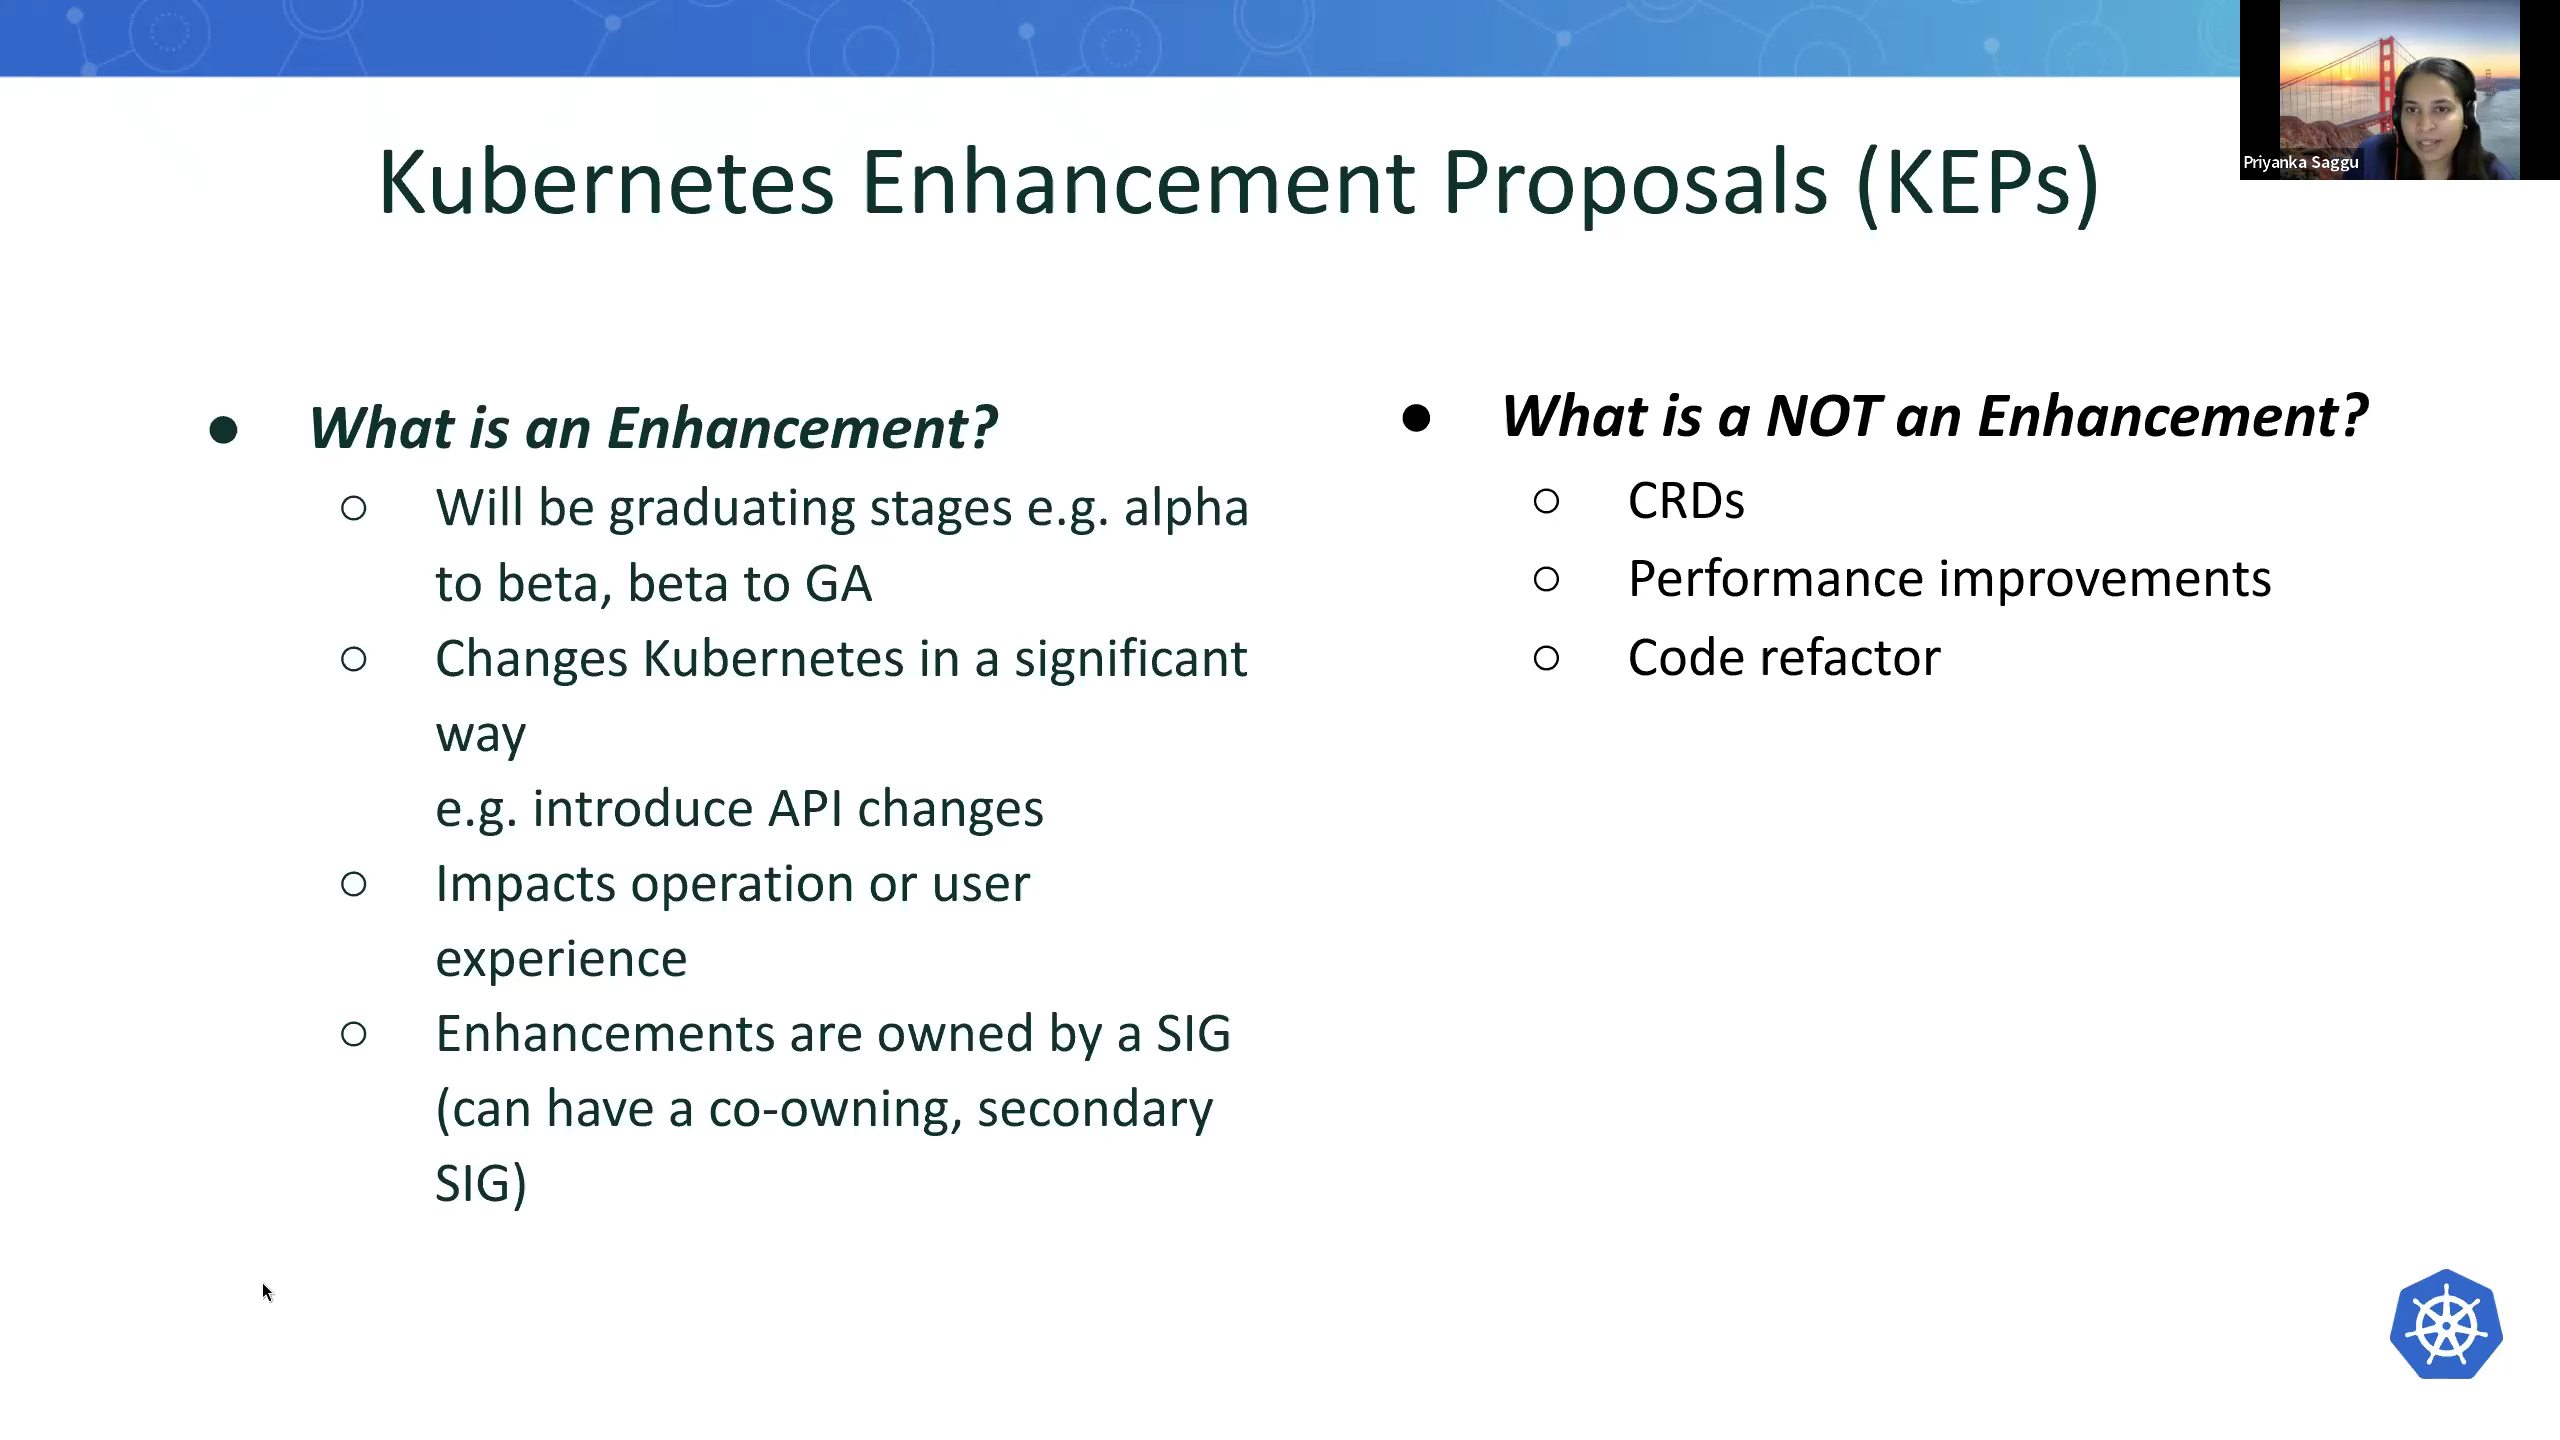 Kubernetes Enhancement Proposals (KEPs)
Priyanka Saggu
● What is an Enhancement?
○ Will be graduating stages e.g. alpha
to beta, beta to GA
○ Changes Kubernetes in a significant
way
e.g. introduce API changes
○ Impacts operation or user
experience
○ Enhancements are owned by a SIG
(can have a co-owning, secondary
SIG)
● What is a NOT an Enhancement?
○ CRDs
○ Performance improvements
○ Code refactor